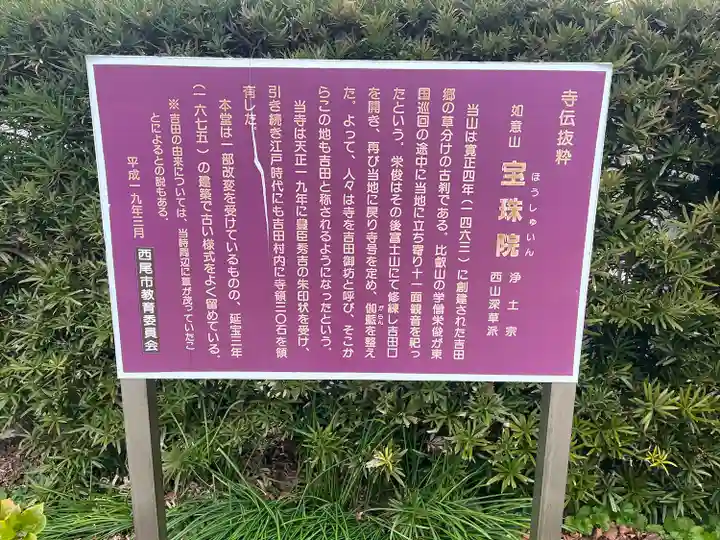 寺伝抜粋
如意山 宝珠院 浄土宗 西山深草派
ほうしゅいん
当山は寛正四年(一四六三)に創建された吉田
郷の草分けの古刹である。比叡山の学僧栄俊が東
国巡回の途中に当地に立ち寄り十一面観音を祀っ
たという。栄俊はその後富士山にて修練し吉田口
を開き、再び当地に戻り寺号を定め、伽藍を整え
がらん
た。よって、人々は寺を吉田御坊と呼び、そこか
らこの地も吉田と称されるようになったという。
当寺は天正一九年に豊臣秀吉の朱印状を受け、
引き続き江戸時代にも吉田村内に寺領三〇石を領
有した。
本堂は一部改変を受けているものの、延宝三年
(一六七五)の建築で古い様式をよく留めている。
※吉田の由来については、当時周辺に葦が茂っていたこ
とによるとの説もある。
平成一九年三月 西尾市教育委員会